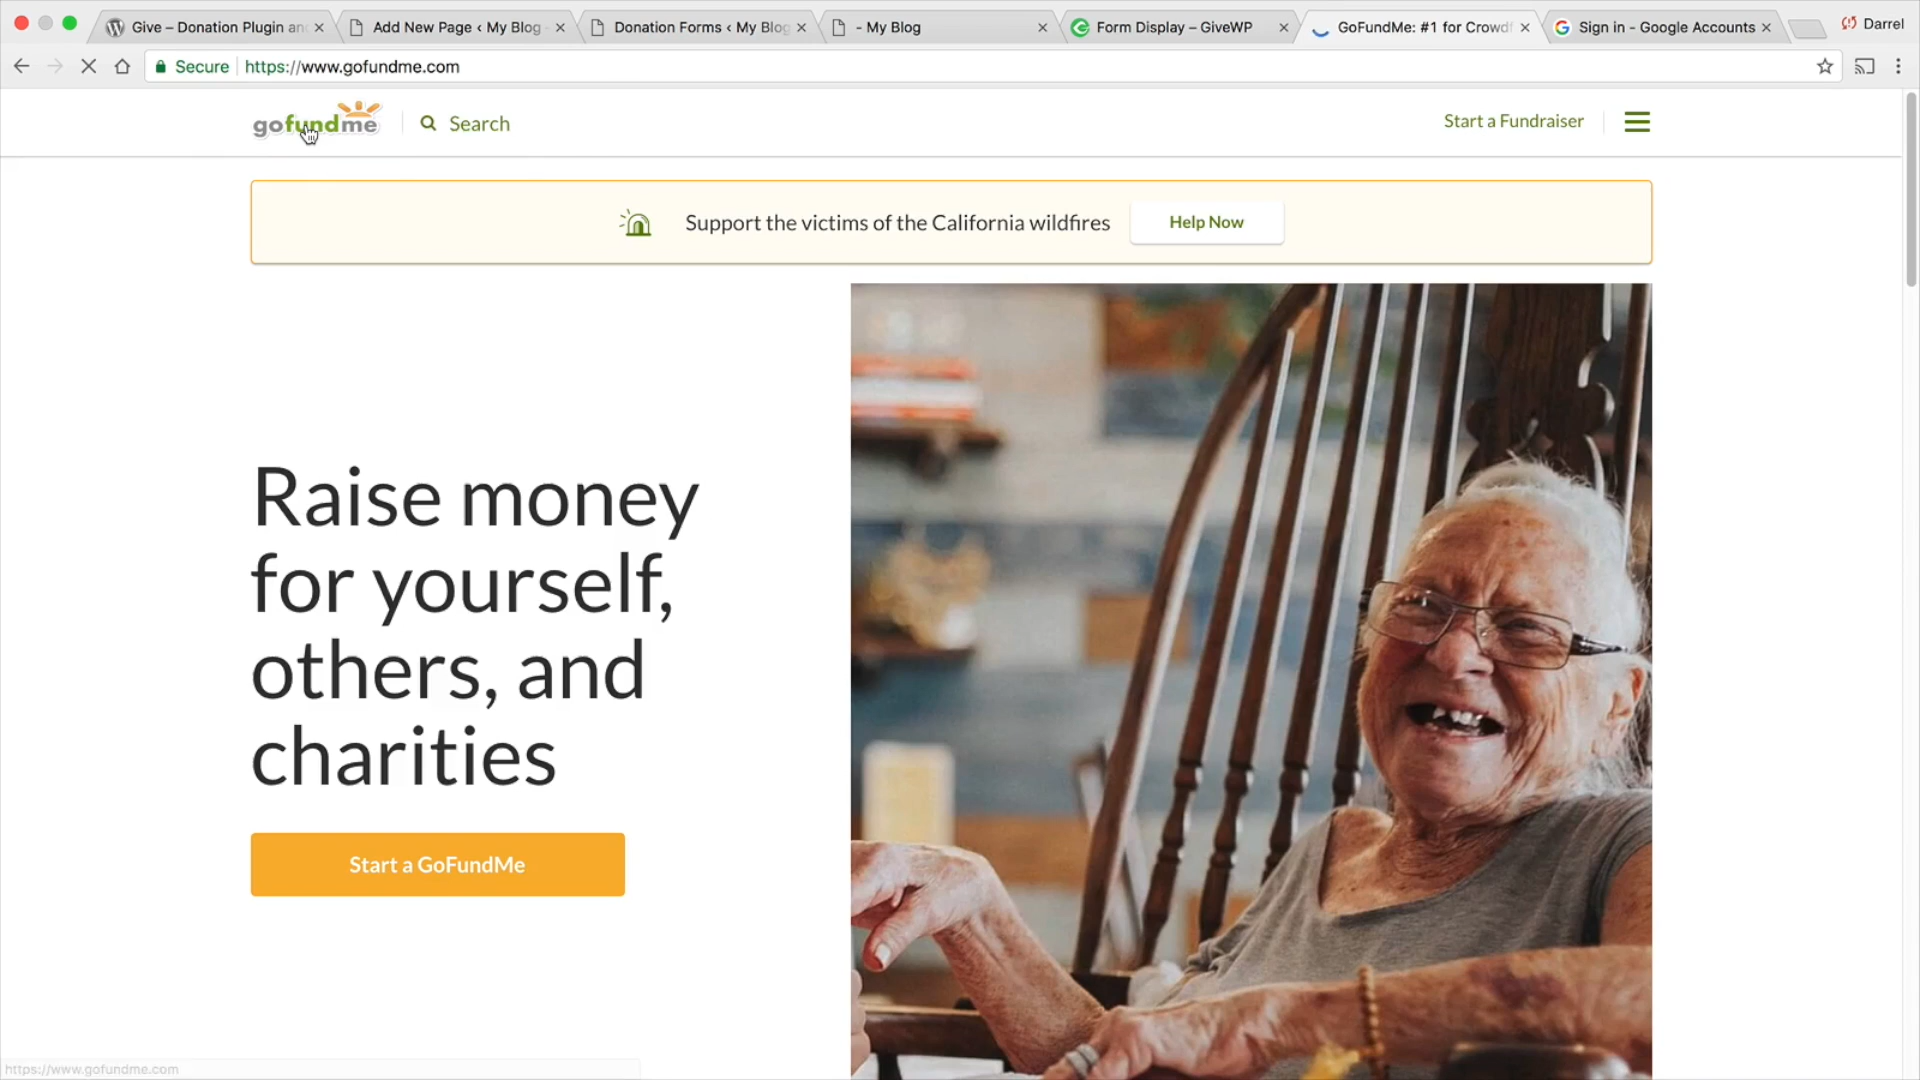 Give – Donation Plugin an
Add New Page ‹ My Blog
Donation Forms ‹ My Blog
- My Blog
Form Display – GiveWP
GoFundMe: #1 for Crowdf
Sign in - Google Accounts
Darrel
Secure
https://www.gofundme.com
gofundme
Search
Start a Fundraiser
Support the victims of the California wildfires
Help Now
Raise money
for yourself,
others, and
charities
Start a GoFundMe
https://www.gofundme.com